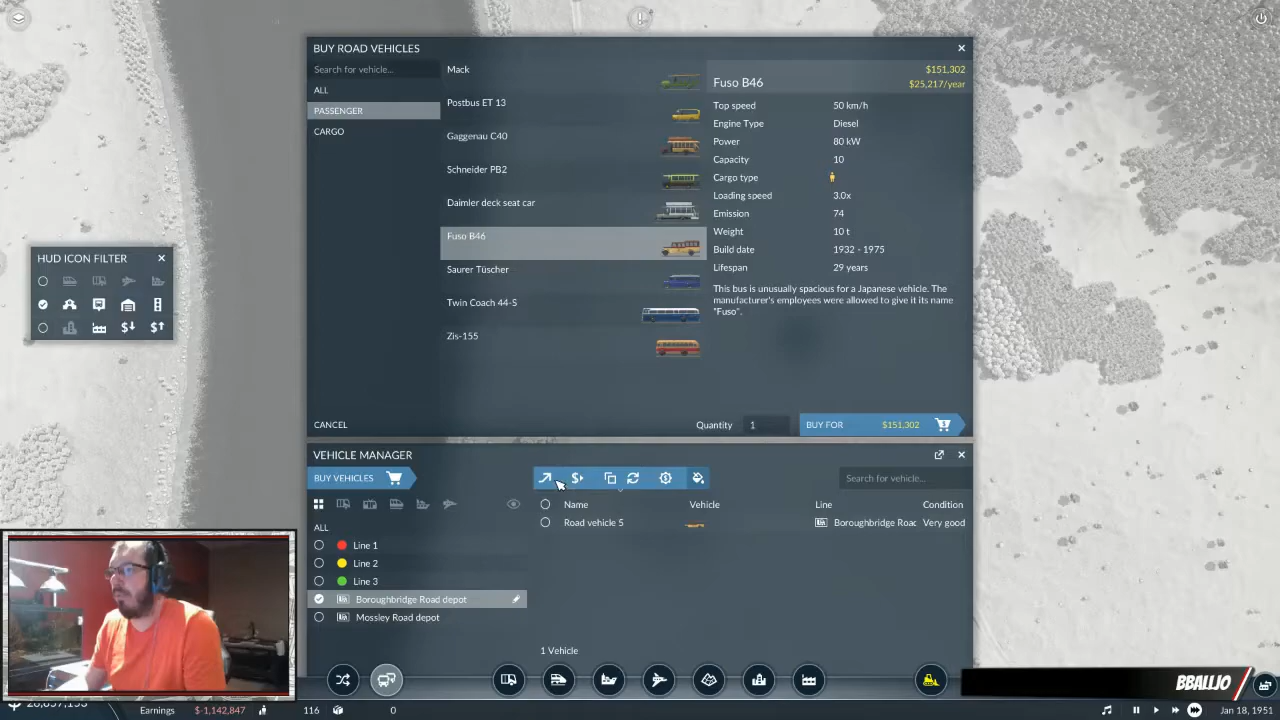 BUY ROAD VEHICLES
Search for vehicle...
ALL
PASSENGER
CARGO
Mack
Postbus ET 13
Gaggenau C40
Schneider PB2
Daimler deck seat car
Fuso B46
Saurer Tüscher
Twin Coach 44-S
Zis-155
$151,302
Fuso B46
$25,217/year
Top speed 50 km/h
Engine Type Diesel
Power 80 kW
Capacity 10
Cargo type
Loading speed 3.0x
Emission 74
Weight 10 t
Build date 1932 - 1975
Lifespan 29 years
This bus is unusually spacious for a Japanese vehicle. The
manufacturer's employees were allowed to give it its name
"Fuso".
CANCEL
Quantity 1
BUY FOR $151,302
HUD ICON FILTER
VEHICLE MANAGER
BUY VEHICLES
Search for vehicle...
Name Vehicle Line Condition
Road vehicle 5 Boroughbridge Roac Very good
ALL
Line 1
Line 2
Line 3
Boroughbridge Road depot
Mossley Road depot
1 Vehicle
BBALLJO
Earnings $-1,142,847 116 0 Jan 18, 1951